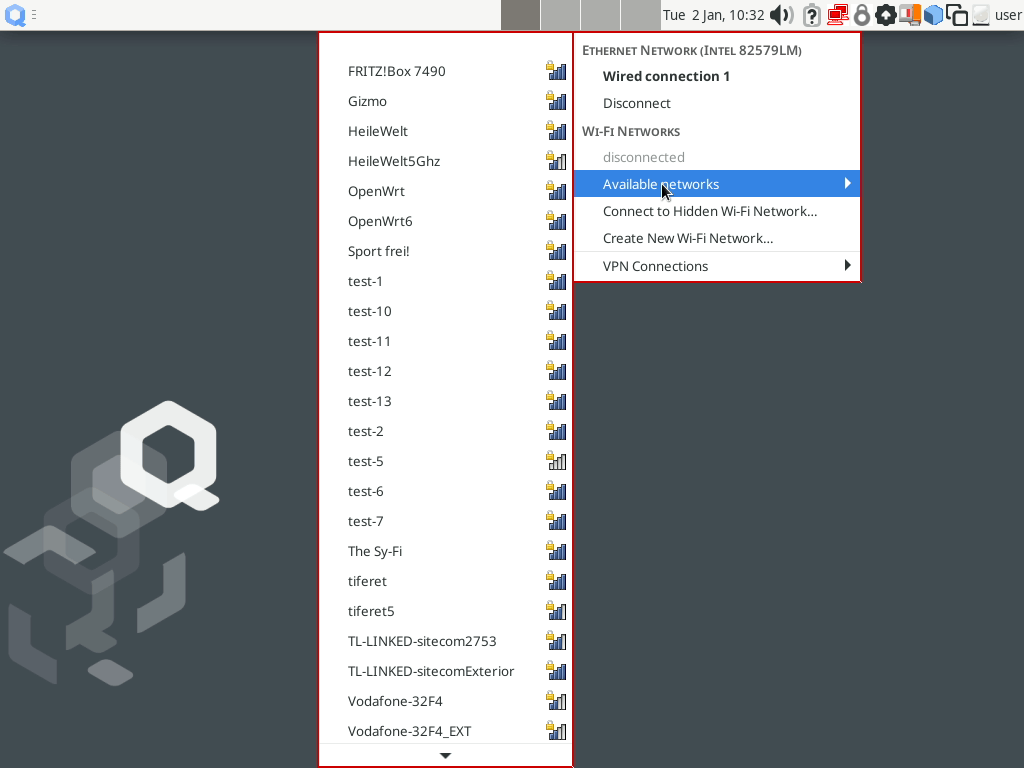 Tue 2 Jan, 10:32
user
FRITZ!Box 7490
Gizmo
HeileWelt
HeileWelt5Ghz
OpenWrt
OpenWrt6
Sport frei!
test-1
test-10
test-11
test-12
test-13
test-2
test-5
test-6
test-7
The Sy-Fi
tiferet
tiferet5
TL-LINKED-sitecom2753
TL-LINKED-sitecomExterior
Vodafone-32F4
Vodafone-32F4_EXT
Ethernet Network (Intel 82579LM)
Wired connection 1
Disconnect
Wi-Fi Networks
disconnected
Available networks
Connect to Hidden Wi-Fi Network...
Create New Wi-Fi Network...
VPN Connections